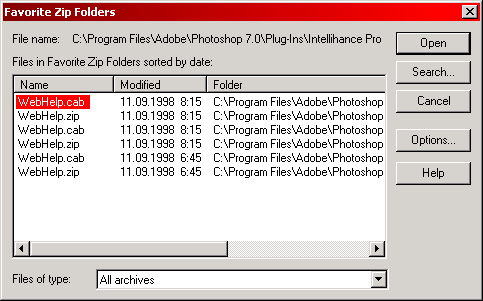 Favorite Zip Folders
File name: C:\Program Files\Adobe\Photoshop 7.0\Plug-Ins\Intellihance Pro
Open
Files in Favorite Zip Folders sorted by date:
Search...
Name Modified Folder
WebHelp.cab 11.09.1998 8:15 C:\Program Files\Adobe\Photoshop
Cancel
WebHelp.zip 11.09.1998 8:15 C:\Program Files\Adobe\Photoshop
WebHelp.cab 11.09.1998 8:15 C:\Program Files\Adobe\Photoshop
WebHelp.zip 11.09.1998 8:15 C:\Program Files\Adobe\Photoshop
Options...
WebHelp.cab 11.09.1998 6:45 C:\Program Files\Adobe\Photoshop
WebHelp.zip 11.09.1998 6:45 C:\Program Files\Adobe\Photoshop
Help
Files of type: All archives